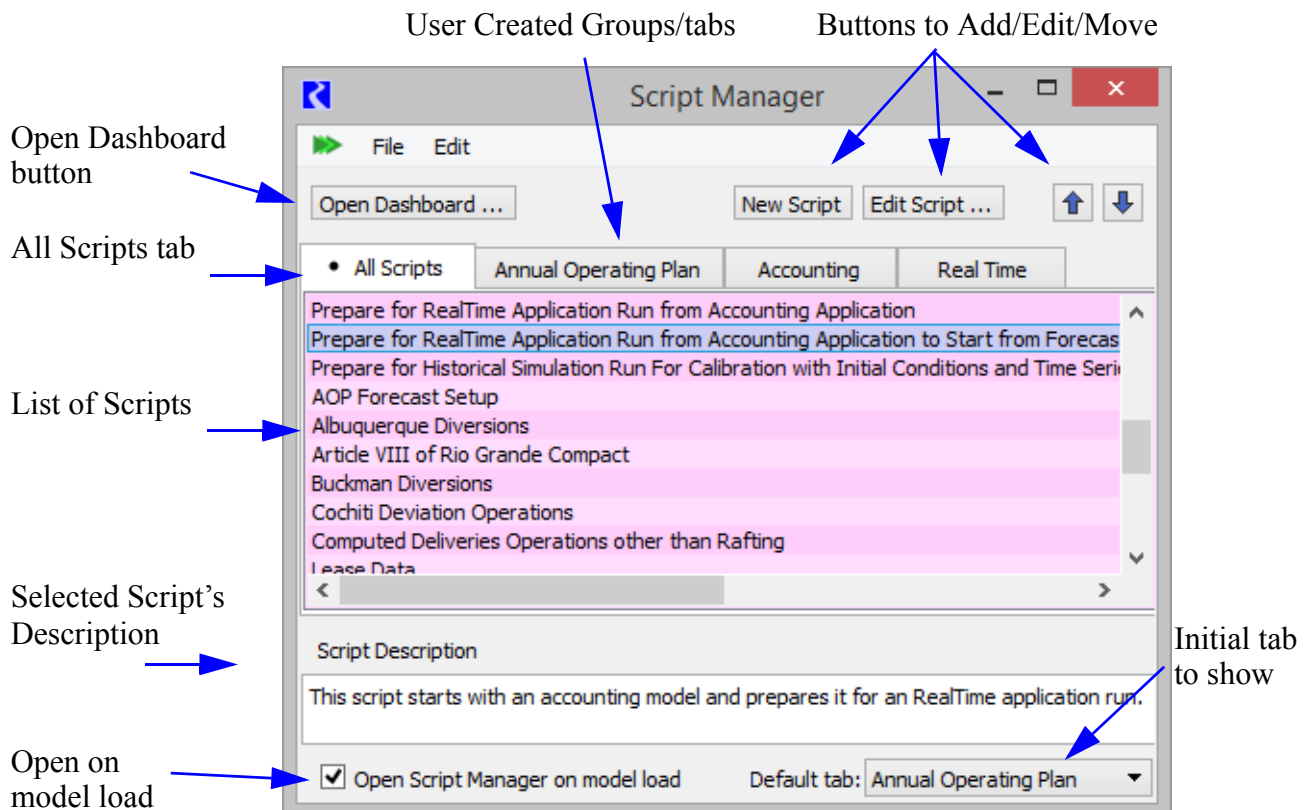 User Created Groups/tabs
Buttons to Add/Edit/Move
Script Manager
Open Dashboard
button
File Edit
Open Dashboard ...
New Script
Edit Script ...
All Scripts tab
All Scripts
Annual Operating Plan
Accounting
Real Time
Prepare for RealTime Application Run from Accounting Application
Prepare for RealTime Application Run from Accounting Application to Start from Forecas
Prepare for Historical Simulation Run For Calibration with Initial Conditions and Time Seri
List of Scripts
AOP Forecast Setup
Albuquerque Diversions
Article VIII of Rio Grande Compact
Buckman Diversions
Cochiti Deviation Operations
Computed Deliveries Operations other than Rafting
Lease Data
Selected Script's
Description
Script Description
Initial tab
to show
This script starts with an accounting model and prepares it for an RealTime application run.
Open on
model load
Open Script Manager on model load
Default tab: Annual Operating Plan